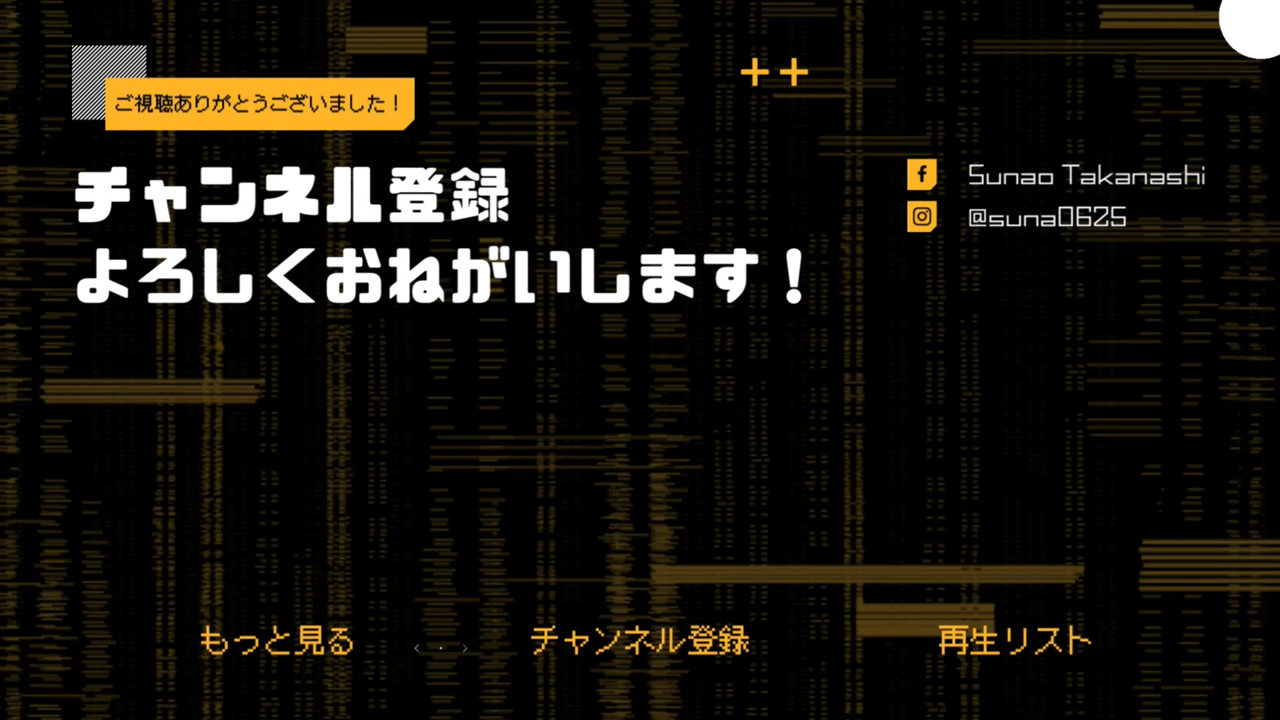 ++
ご視聴ありがとうございました！
チャンネル登録
よろしくおねがいします！
Sunao Takanashi
@suna0625
もっと見る
チャンネル登録
再生リスト